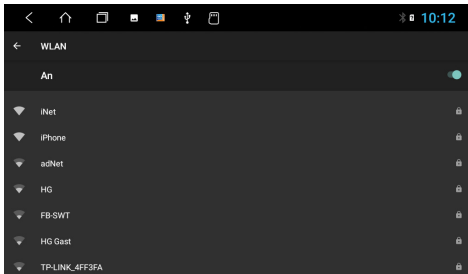 10:12
WLAN
An
iNet
iPhone
adNet
HG
FB-SWT
HG Gast
TP-LINK_4FF3FA